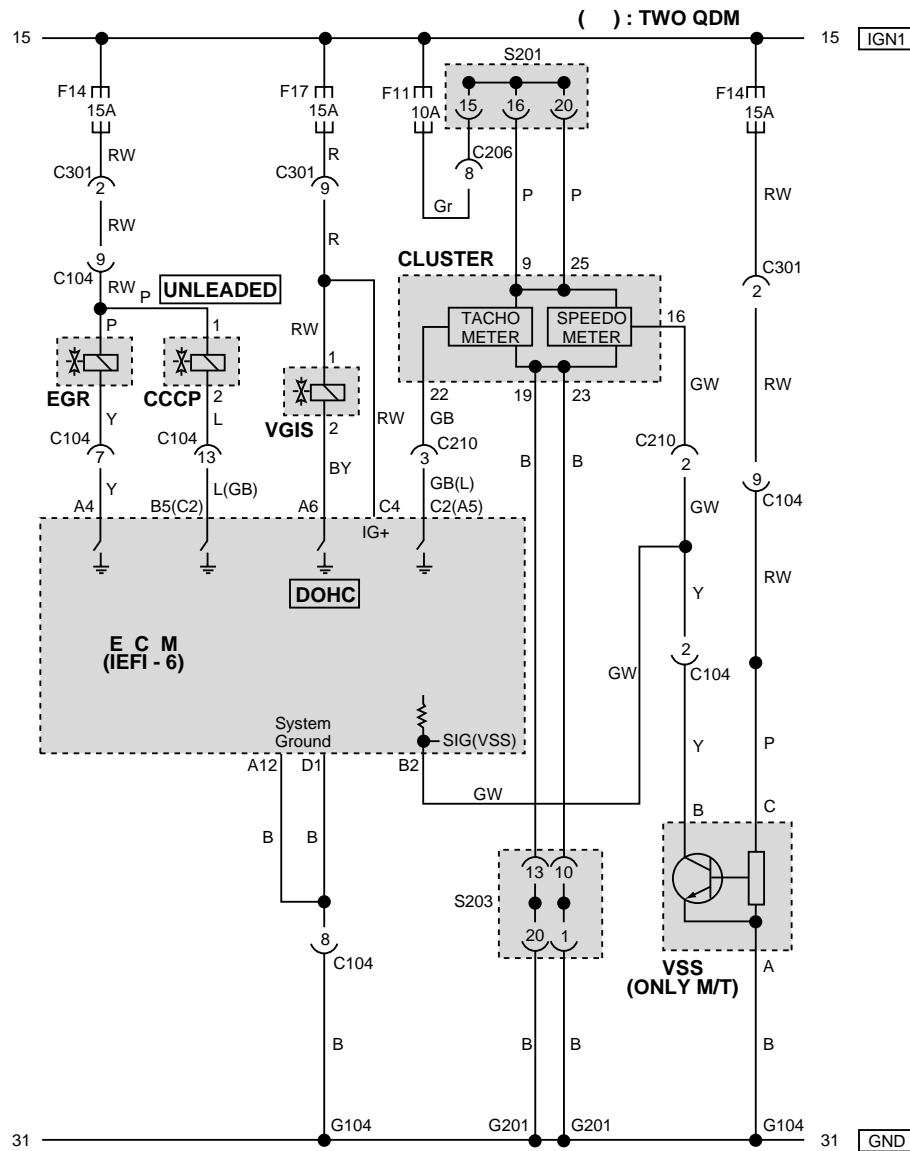 ( ) : TWO QDM
15
15
IGN1
S201
F14
15A
F17
15A
F11
10A
15
16
20
F14
15A
RW
R
C206
8
C301
2
C301
9
Gr
P
P
RW
RW
R
9
C104
CLUSTER
9
25
C301
2
RW
P
UNLEADED
16
P
1
RW
1
TACHO
METER
SPEEDO
METER
EGR
CCCP
2
VGIS
2
RW
22
19
23
GW
RW
Y
L
GB
C104
7
C104
13
C210
3
C210
2
BY
B
B
9
C104
Y
L(GB)
GB(L)
GW
A4
B5(C2)
A6
C4
C2(A5)
IG+
DOHC
Y
RW
E C M
(IEFI - 6)
2
C104
GW
System
Ground
SIG(VSS)
Y
P
A12
D1
B2
GW
B
C
B
B
13
10
S203
20
1
8
C104
VSS
(ONLY M/T)
A
B
B
B
B
31
G104
G201
G201
G104
31
GND